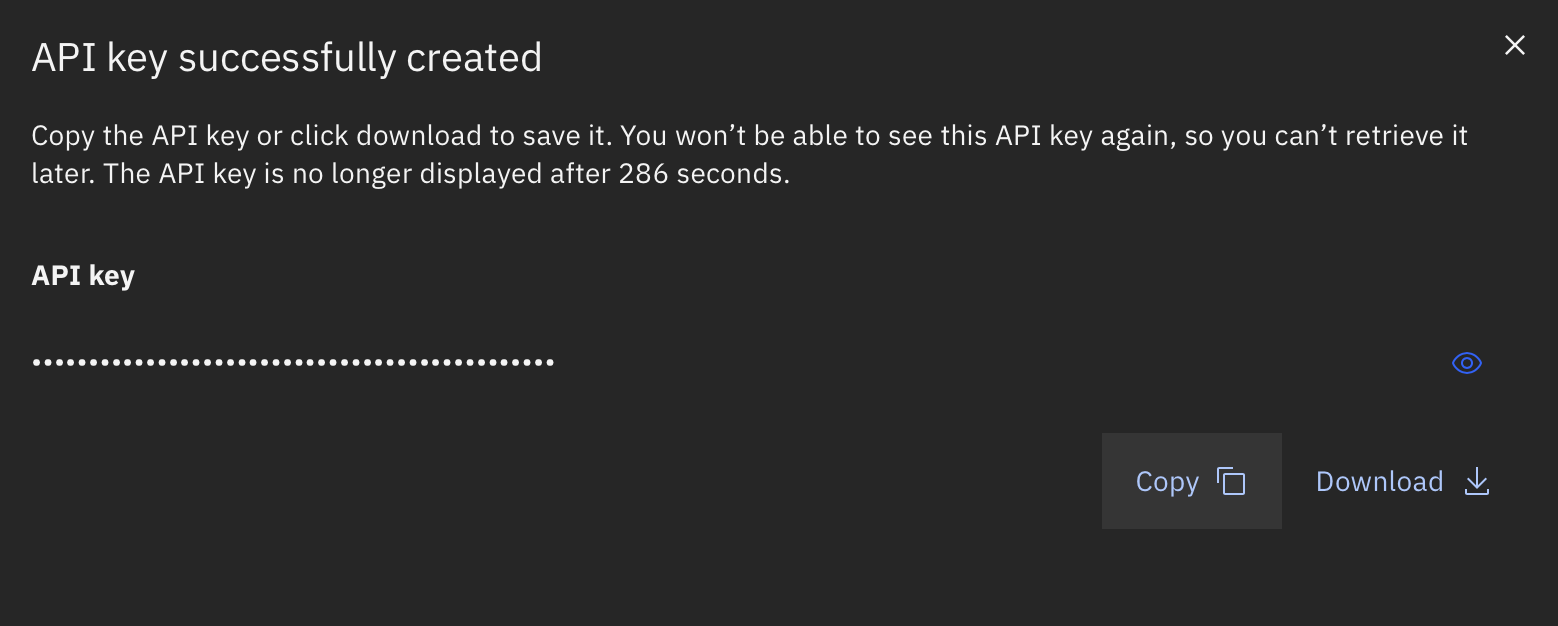 API key successfully created
Copy the API key or click download to save it. You won’t be able to see this API key again, so you can’t retrieve it
later. The API key is no longer displayed after 286 seconds.
API key
••••••••••••••••••••••••••••••••••••••••••••••
Copy
Download